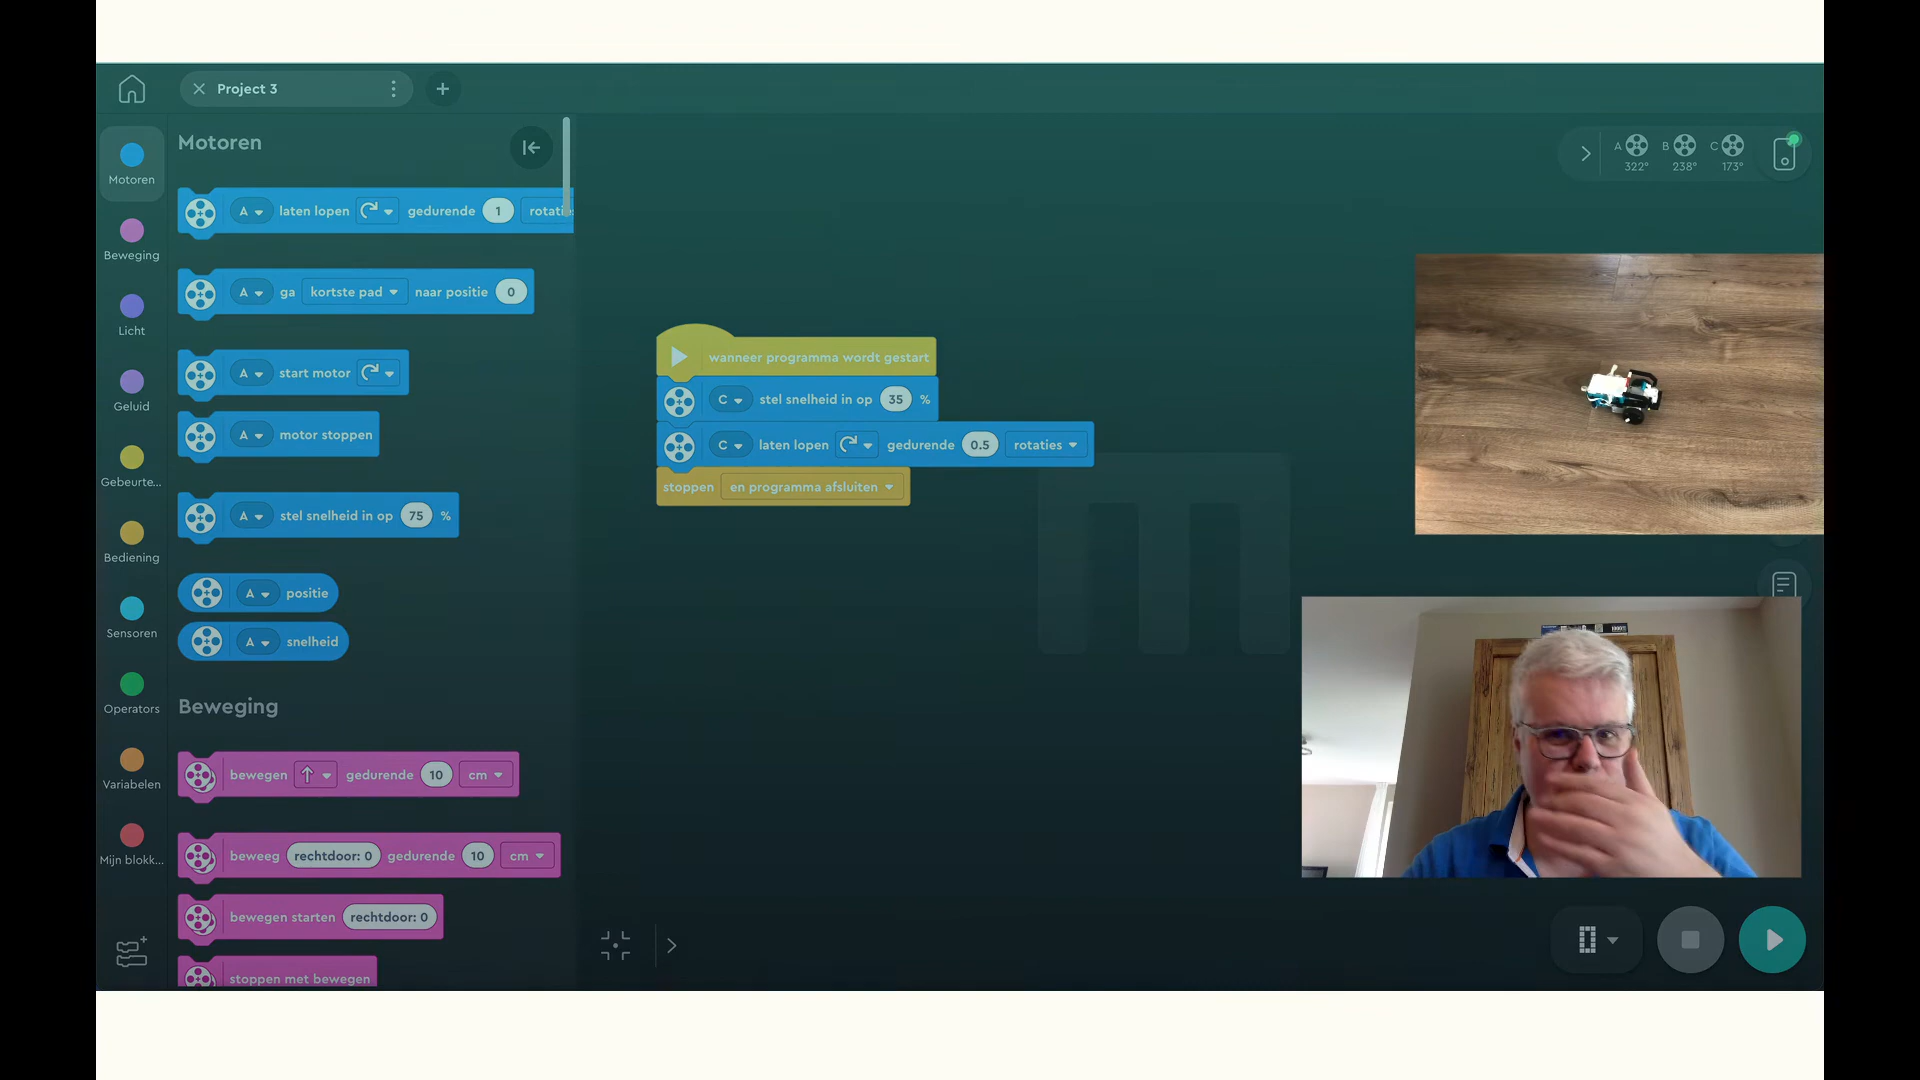 Project 3
Motoren
Beweging
Licht
Geluid
Gebeurte...
Bediening
Sensoren
Operators
Variabelen
Mijn blokk...
Motoren
A laten lopen gedurende 1
A ga kortste pad naar positie 0
A start motor
A motor stoppen
A stel snelheid in op 75 %
A positie
A snelheid
Beweging
bewegen gedurende 10 cm
beweeg rechtdoor: 0 gedurende 10 cm
bewegen starten rechtdoor: 0
stoppen met bewegen
wanneer programma wordt gestart
C stel snelheid in op 35 %
C laten lopen gedurende 0.5 rotaties
stoppen en programma afsluiten
A B C
322° 238° 173°